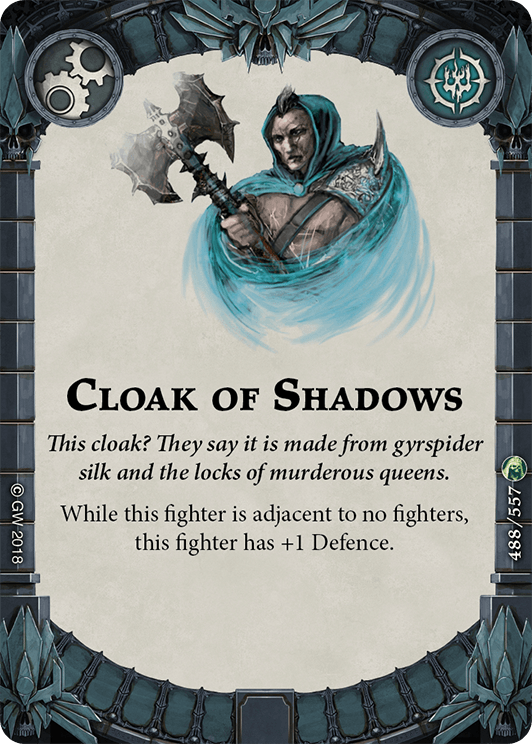 Cloak of Shadows
This cloak? They say it is made from gyrspider
silk and the locks of murderous queens.
While this fighter is adjacent to no fighters,
this fighter has +1 Defence.
© GW 2018
488/557